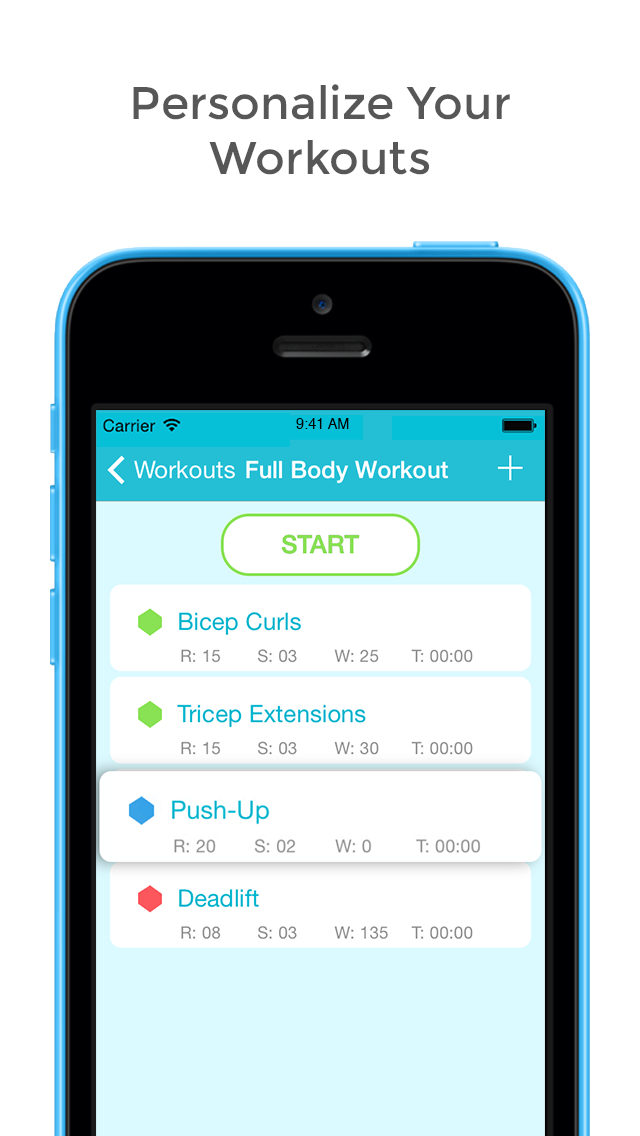 Personalize Your
Workouts
Carrier 9:41 AM
Workouts Full Body Workout
START
Bicep Curls
R: 15 S: 03 W: 25 T: 00:00
Tricep Extensions
R: 15 S: 03 W: 30 T: 00:00
Push-Up
R: 20 S: 02 W: 0 T: 00:00
Deadlift
R: 08 S: 03 W: 135 T: 00:00